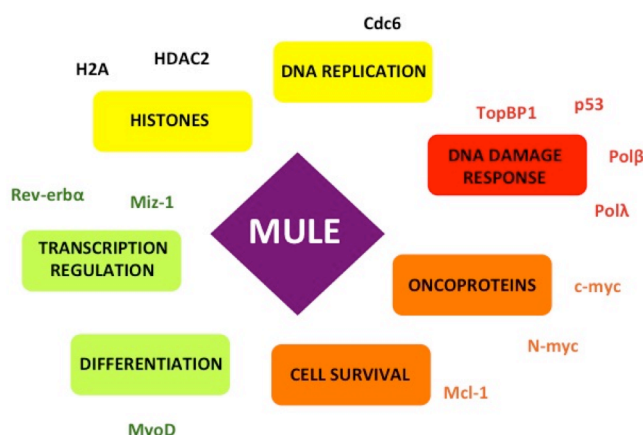 Cdc6
HDAC2
H2A
DNA REPLICATION
HISTONES
TopBP1
p53
DNA DAMAGE
RESPONSE
Polβ
Polλ
Rev-erbα
Miz-1
MULE
TRANSCRIPTION
REGULATION
ONCOPROTEINS
c-myc
N-myc
DIFFERENTIATION
CELL SURVIVAL
Mcl-1
MyoD